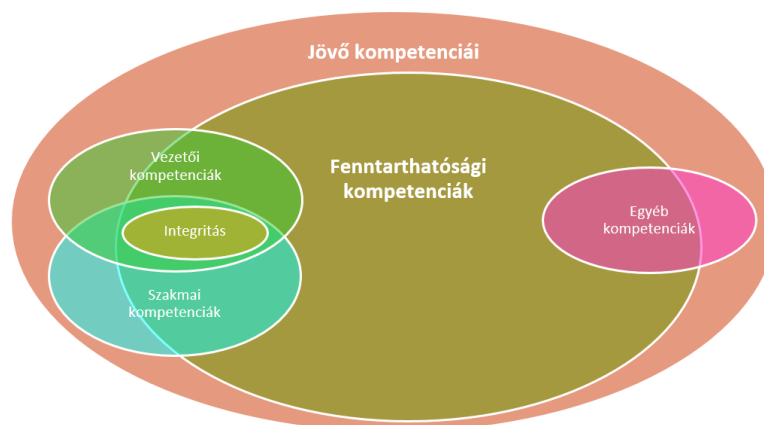 Jövő kompetenciái
Vezetői
kompetenciák
Fenntarthatósági
kompetenciák
Integritás
Egyéb
kompetenciák
Szakmai
kompetenciák